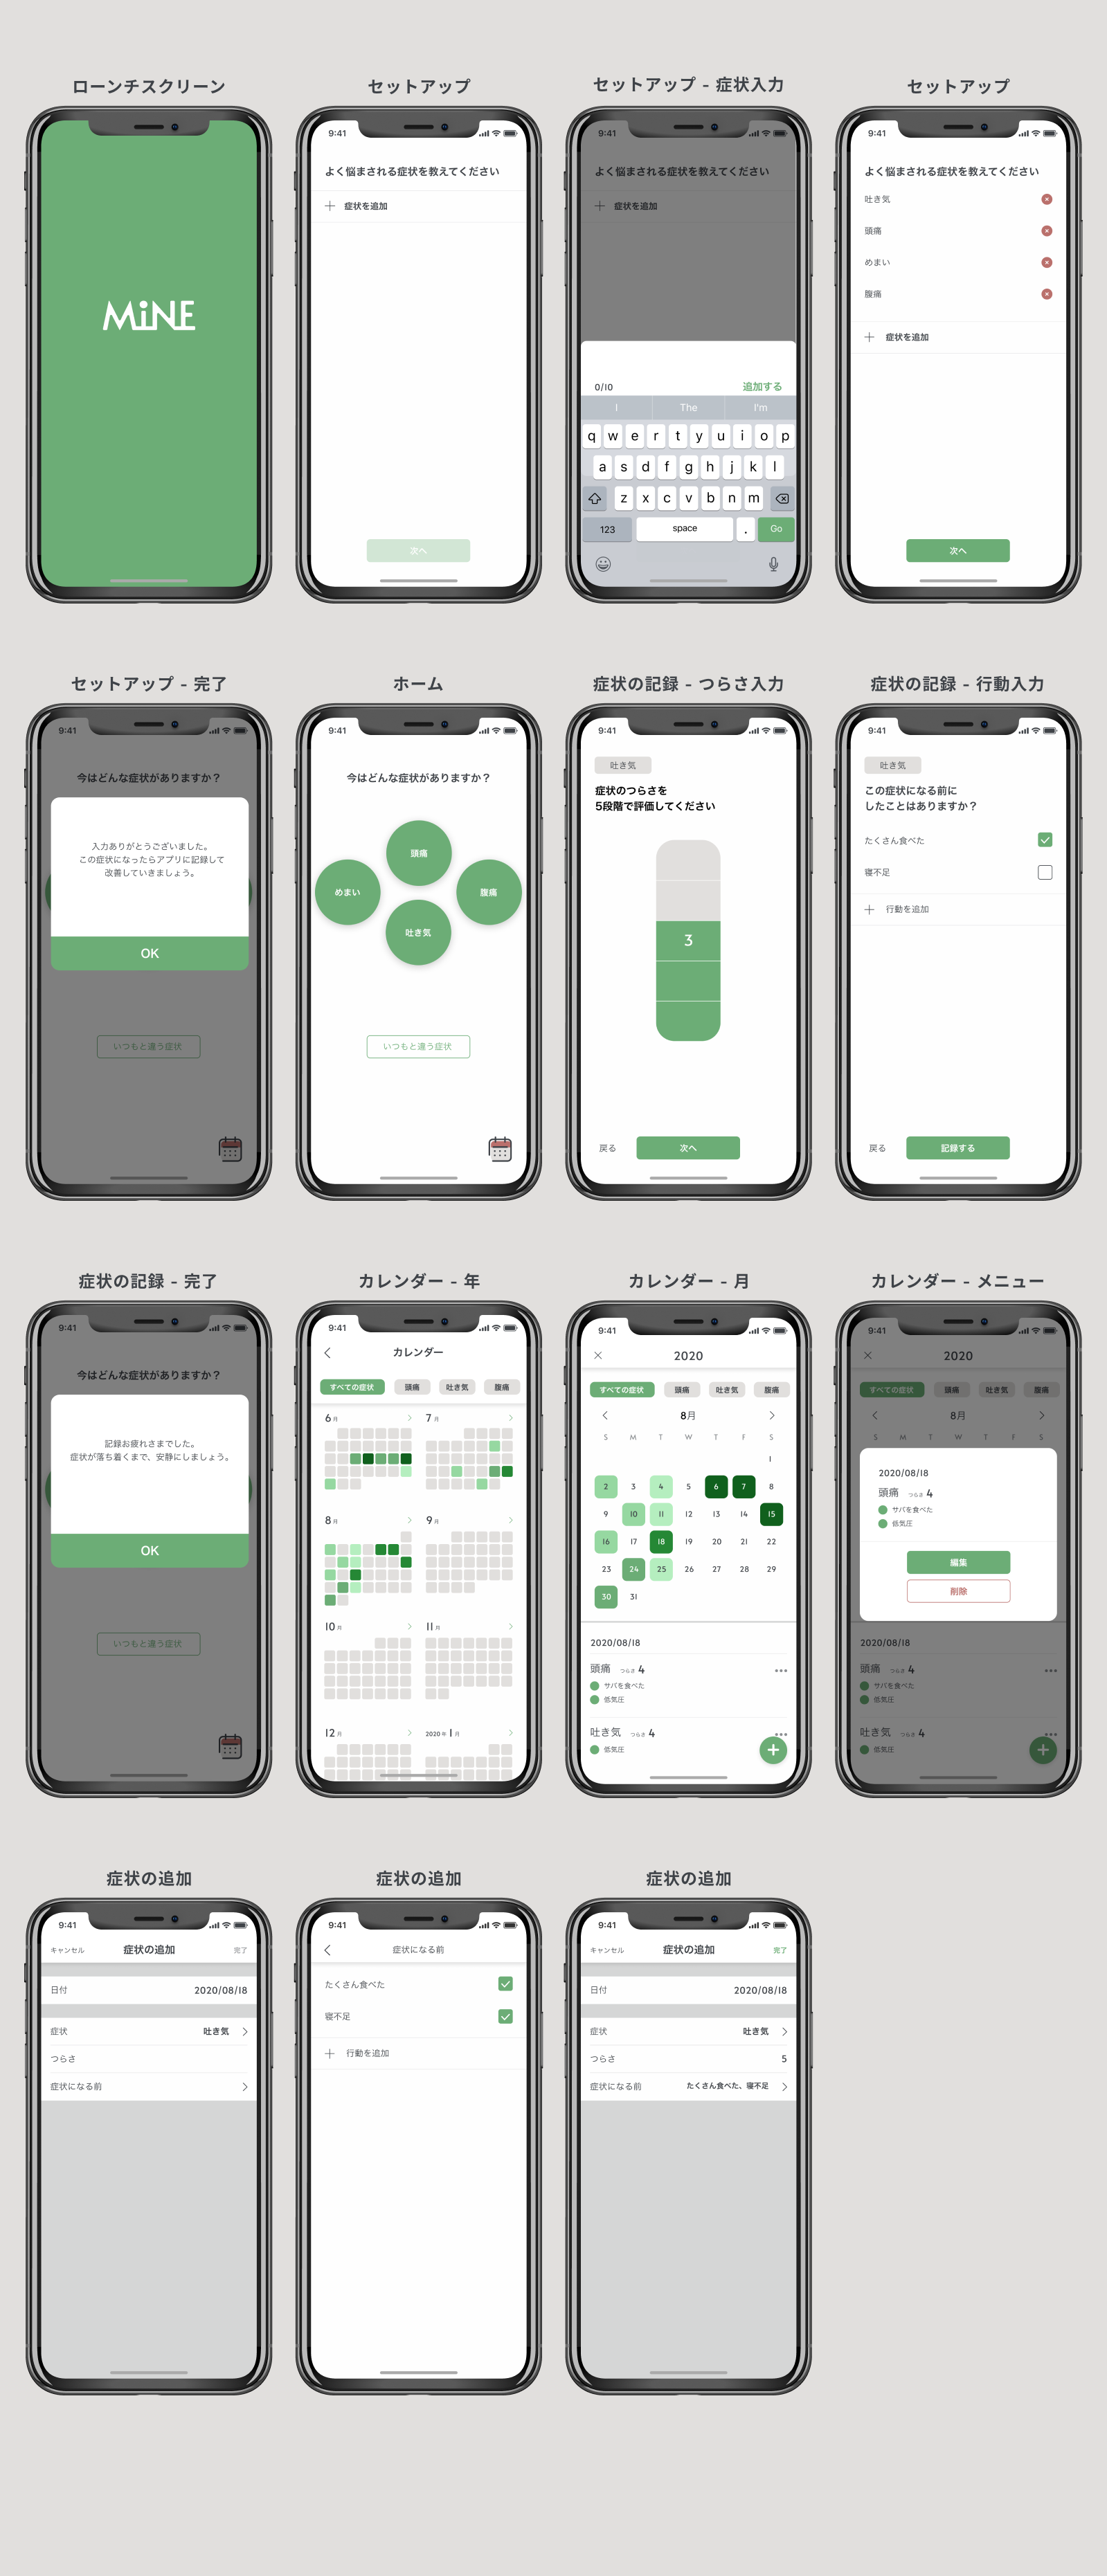 ローンチスクリーン
MiNE
セットアップ
9:41
よく悩まされる症状を教えてください
症状を追加
次へ
セットアップ - 症状入力
9:41
よく悩まされる症状を教えてください
症状を追加
0/10
追加する
I The I'm
q w e r t y u i o p
a s d f g h j k l
z x c v b n m
123 space . Go
セットアップ
9:41
よく悩まされる症状を教えてください
吐き気
頭痛
めまい
腹痛
症状を追加
次へ
セットアップ - 完了
9:41
今はどんな症状がありますか？
入力ありがとうございました。
この症状になったらアプリに記録して
改善していきましょう。
OK
いつもと違う症状
ホーム
9:41
今はどんな症状がありますか？
頭痛
めまい
腹痛
吐き気
いつもと違う症状
症状の記録 - つらさ入力
9:41
吐き気
症状のつらさを
5段階で評価してください
3
戻る
次へ
症状の記録 - 行動入力
9:41
吐き気
この症状になる前に
したことはありますか？
たくさん食べた
寝不足
行動を追加
戻る
記録する
症状の記録 - 完了
9:41
今はどんな症状がありますか？
記録お疲れさまでした。
症状が落ち着くまで、安静にしましょう。
OK
いつもと違う症状
カレンダー - 年
9:41
カレンダー
すべての症状 頭痛 吐き気 腹痛
6月 7月
8月 9月
10月 11月
12月 2020年 1月
カレンダー - 月
9:41
2020
すべての症状 頭痛 吐き気 腹痛
8月
S M T W T F S
1
2 3 4 5 6 7 8
9 10 11 12 13 14 15
16 17 18 19 20 21 22
23 24 25 26 27 28 29
30 31
2020/08/18
頭痛 つらさ 4
サバを食べた
低気圧
吐き気 つらさ 4
低気圧
カレンダー - メニュー
9:41
2020
すべての症状 頭痛 吐き気 腹痛
8月
S M T W T F S
2020/08/18
頭痛 つらさ 4
サバを食べた
低気圧
編集
削除
2020/08/18
頭痛 つらさ 4
サバを食べた
低気圧
吐き気 つらさ 4
低気圧
症状の追加
9:41
キャンセル 症状の追加 完了
日付 2020/08/18
症状 吐き気
つらさ
症状になる前
症状の追加
9:41
症状になる前
たくさん食べた
寝不足
行動を追加
症状の追加
9:41
キャンセル 症状の追加 完了
日付 2020/08/18
症状 吐き気
つらさ 5
症状になる前 たくさん食べた、寝不足